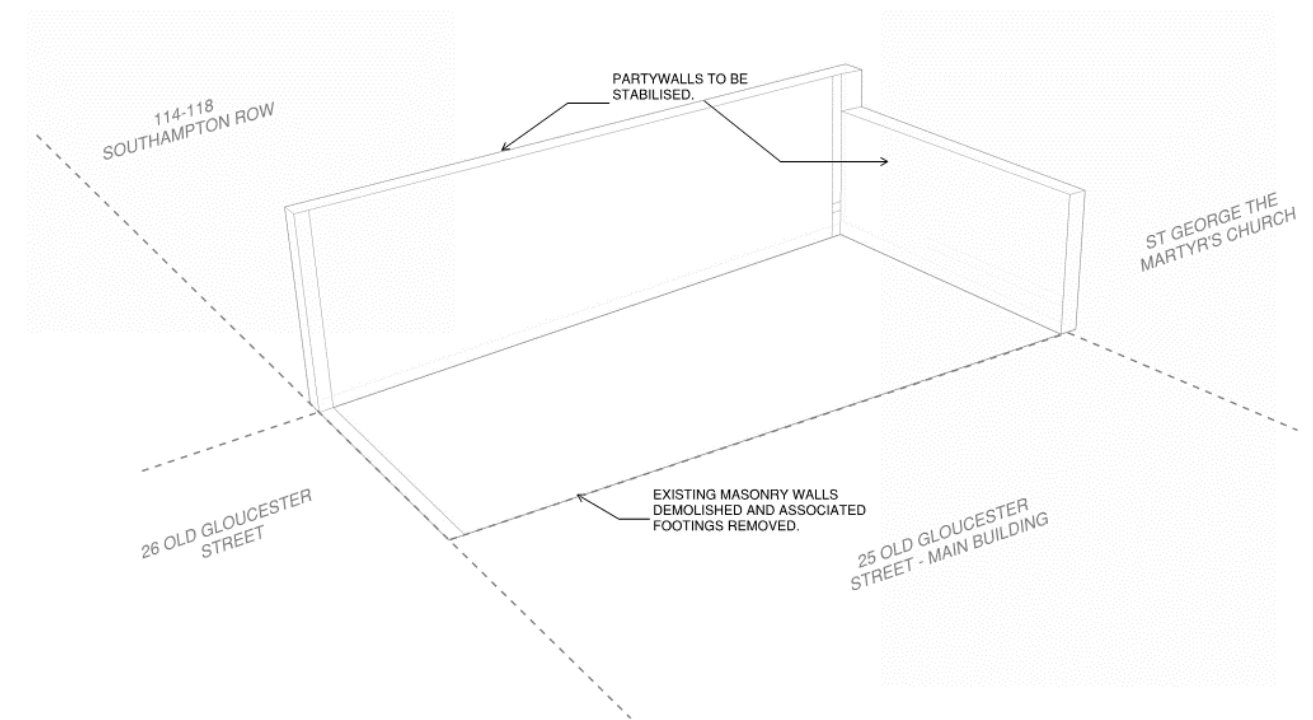 PARTYWALLS TO BE
STABILISED.
114-118
SOUTHAMPTON ROW
ST GEORGE THE
MARTYR'S CHURCH
EXISTING MASONRY WALLS
DEMOLISHED AND ASSOCIATED
FOOTINGS REMOVED.
26 OLD GLOUCESTER
STREET
25 OLD GLOUCESTER
STREET - MAIN BUILDING